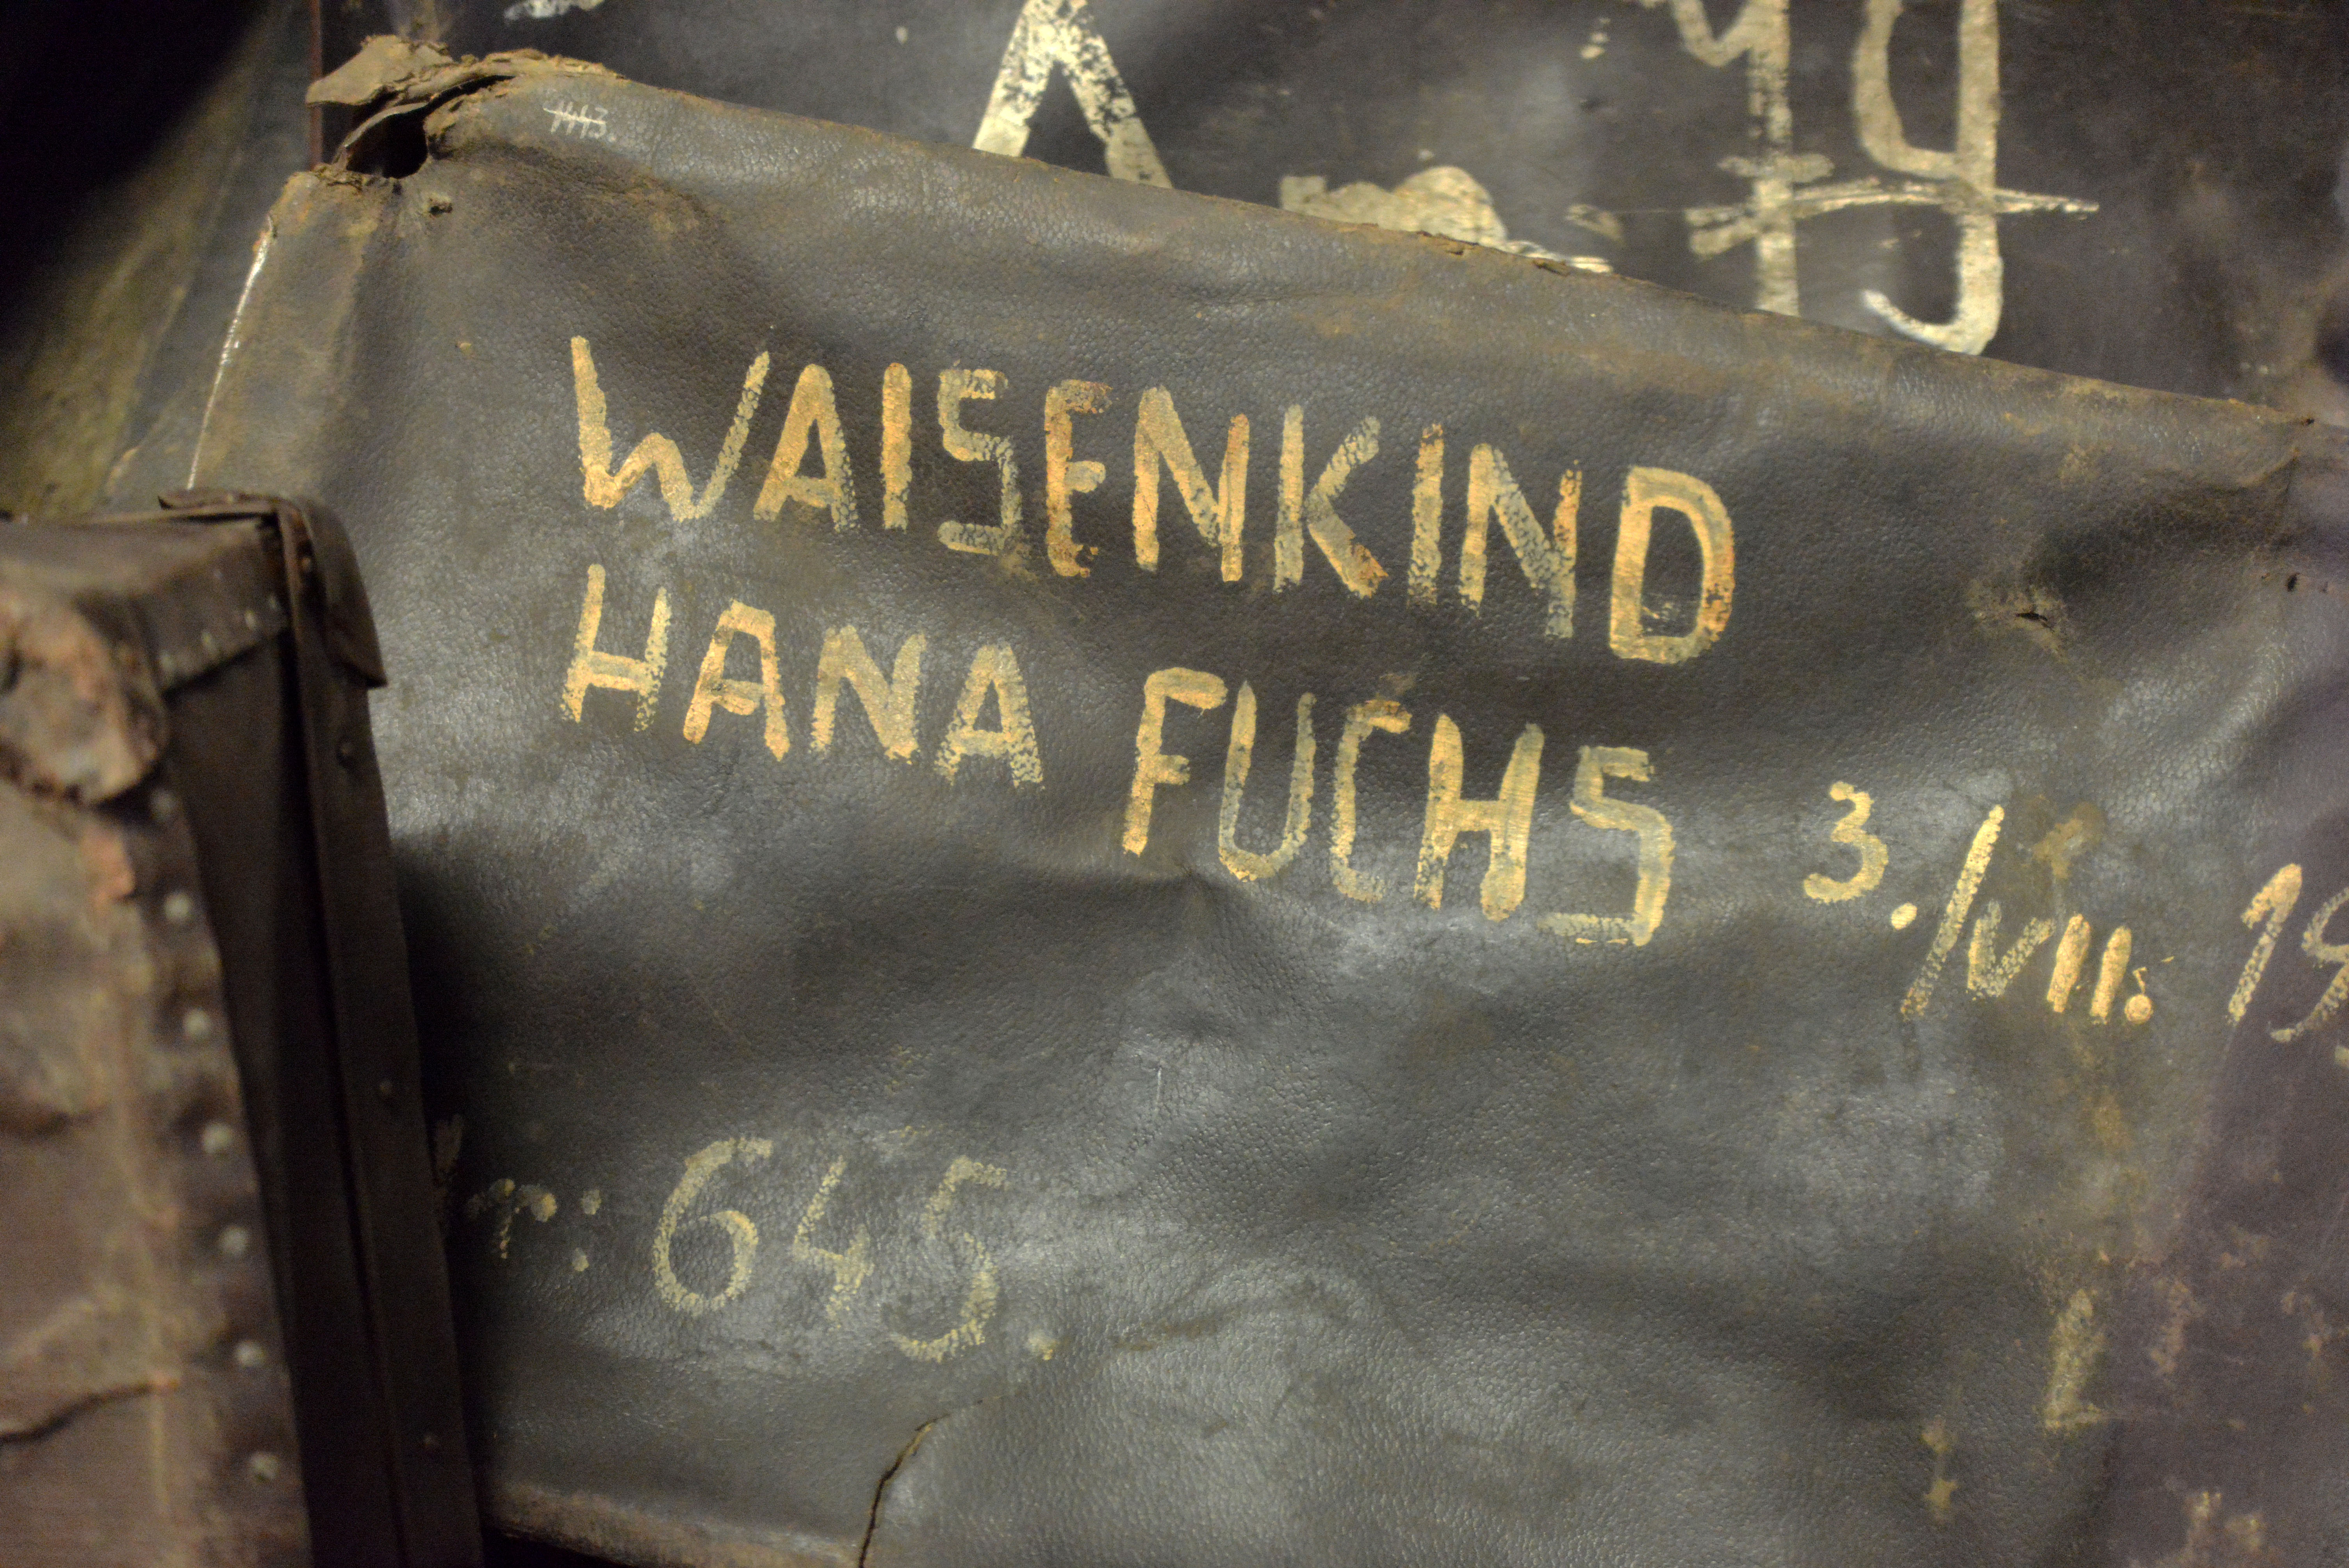 WAISENKIND
HANA FUCHS 3./VII. 19
r: 645